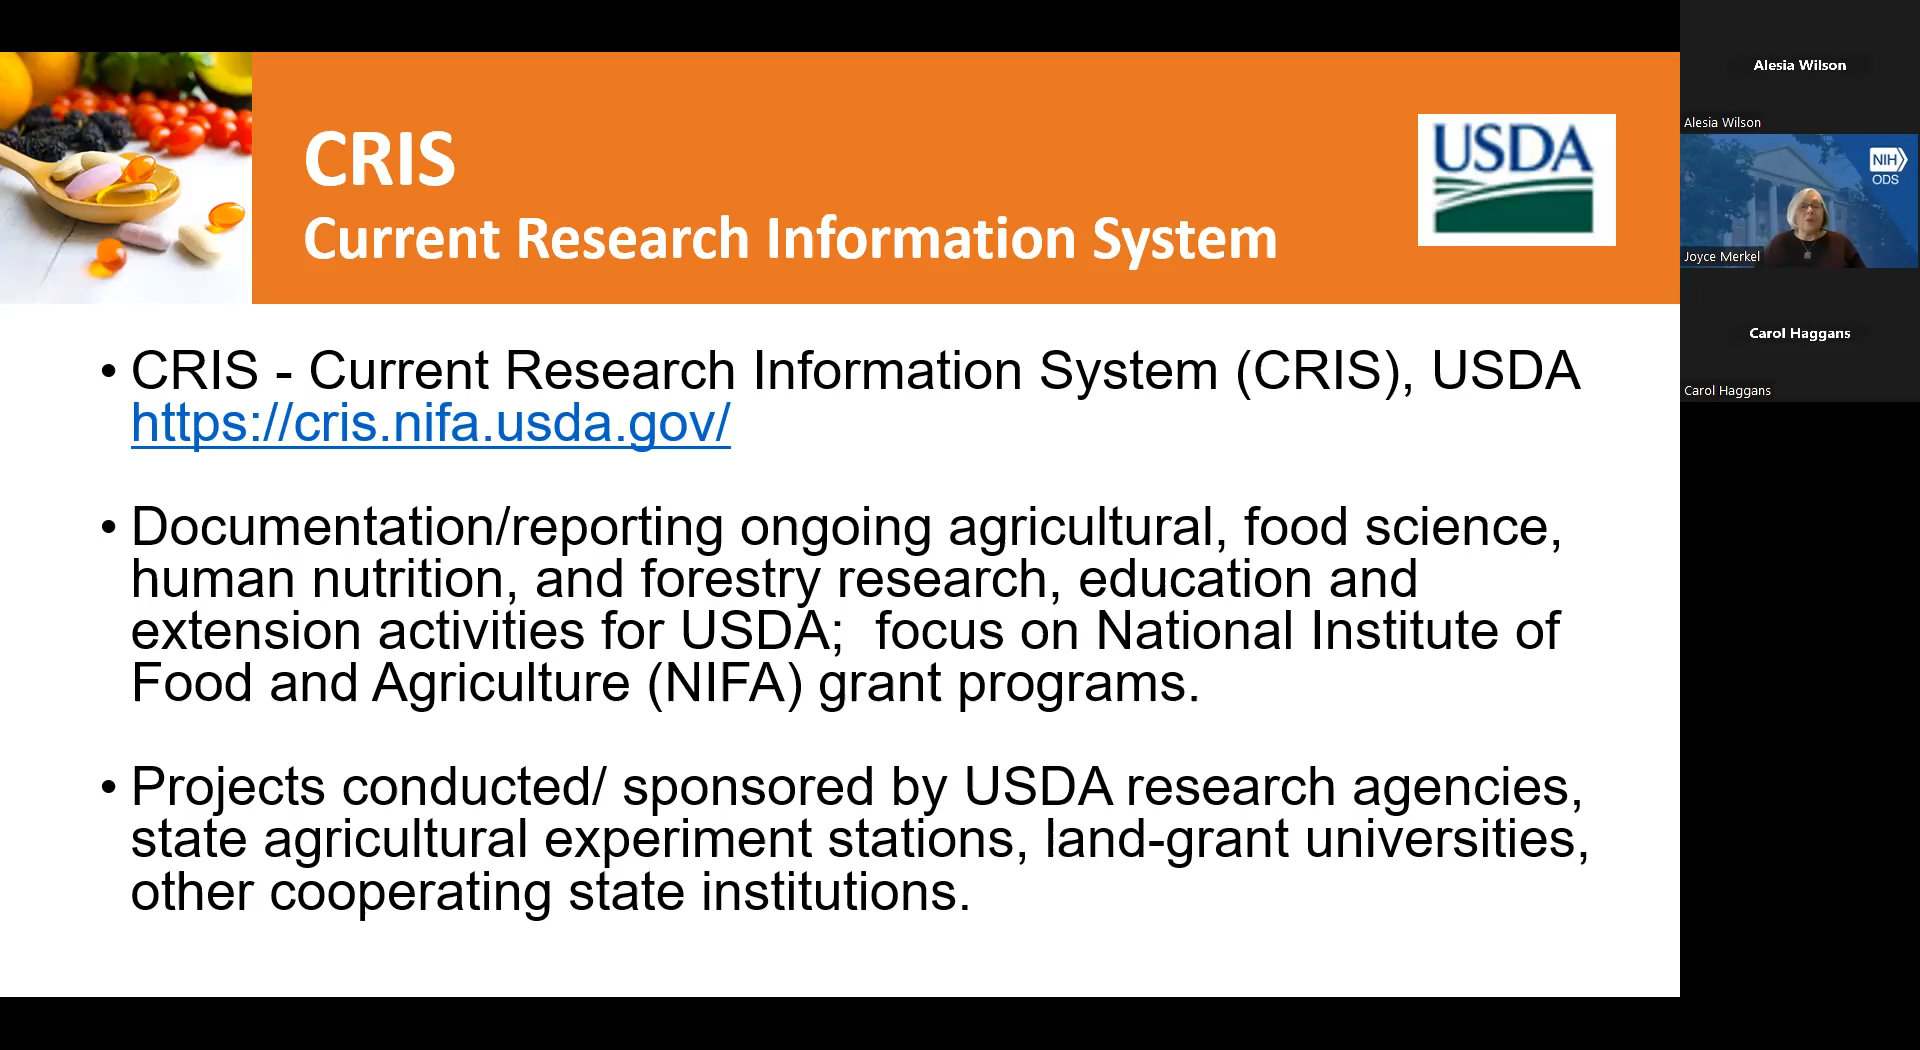 CRIS
Current Research Information System
USDA
• CRIS - Current Research Information System (CRIS), USDA
https://cris.nifa.usda.gov/
• Documentation/reporting ongoing agricultural, food science,
human nutrition, and forestry research, education and
extension activities for USDA;  focus on National Institute of
Food and Agriculture (NIFA) grant programs.
• Projects conducted/ sponsored by USDA research agencies,
state agricultural experiment stations, land-grant universities,
other cooperating state institutions.
Alesia Wilson
Alesia Wilson
NIH
ODS
Joyce Merkel
Carol Haggans
Carol Haggans